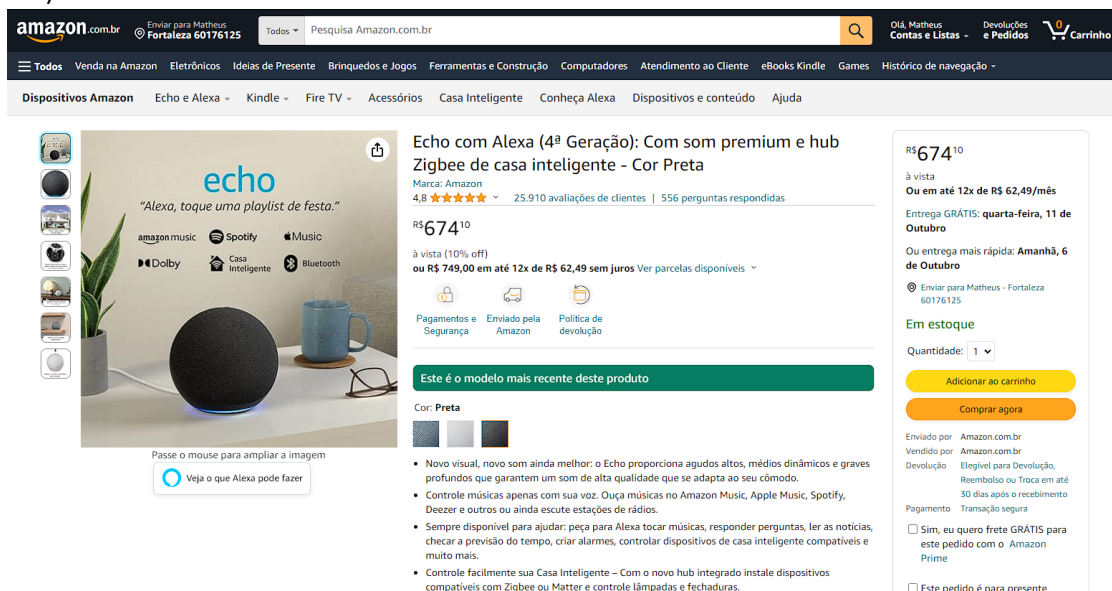 amazon.com.br
Enviar para Matheus
Fortaleza 60176125
Todos
Pesquisa Amazon.com.br
Olá, Matheus
Contas e Listas
Devoluções
e Pedidos
0
Carrinho
Todos Venda na Amazon Eletrônicos Ideias de Presente Brinquedos e Jogos Ferramentas e Construção Computadores Atendimento ao Cliente eBooks Kindle Games Histórico de navegação
Dispositivos Amazon Echo e Alexa Kindle Fire TV Acessórios Casa Inteligente Conheça Alexa Dispositivos e conteúdo Ajuda
echo
"Alexa, toque uma playlist de festa."
amazon music Spotify Music
Dolby Casa Inteligente Bluetooth
Passe o mouse para ampliar a imagem
Veja o que Alexa pode fazer
Echo com Alexa (4ª Geração): Com som premium e hub
Zigbee de casa inteligente - Cor Preta
Marca: Amazon
4,8 25.910 avaliações de clientes | 556 perguntas respondidas
R$67410
à vista (10% off)
ou R$ 749,00 em até 12x de R$ 62,49 sem juros Ver parcelas disponíveis
Pagamentos e
Segurança
Enviado pela
Amazon
Política de
devolução
Este é o modelo mais recente deste produto
Cor: Preta
• Novo visual, novo som ainda melhor: o Echo proporciona agudos altos, médios dinâmicos e graves
profundos que garantem um som de alta qualidade que se adapta ao seu cômodo.
• Controle músicas apenas com sua voz. Ouça músicas no Amazon Music, Apple Music, Spotify,
Deezer e outros ou ainda escute estações de rádios.
• Sempre disponível para ajudar: peça para Alexa tocar músicas, responder perguntas, ler as notícias,
checar a previsão do tempo, criar alarmes, controlar dispositivos de casa inteligente compatíveis e
muito mais.
• Controle facilmente sua Casa Inteligente – Com o novo hub integrado instale dispositivos
compatíveis com Zigbee ou Matter e controle lâmpadas e fechaduras.
R$67410
à vista
Ou em até 12x de R$ 62,49/mês
Entrega GRÁTIS: quarta-feira, 11 de
Outubro
Ou entrega mais rápida: Amanhã, 6
de Outubro
Enviar para Matheus - Fortaleza
60176125
Em estoque
Quantidade: 1
Adicionar ao carrinho
Comprar agora
Enviado por Amazon.com.br
Vendido por Amazon.com.br
Devolução Elegível para Devolução,
Reembolso ou Troca em até
30 dias após o recebimento
Pagamento Transação segura
Sim, eu quero frete GRÁTIS para
este pedido com o Amazon
Prime
Este pedido é para presente